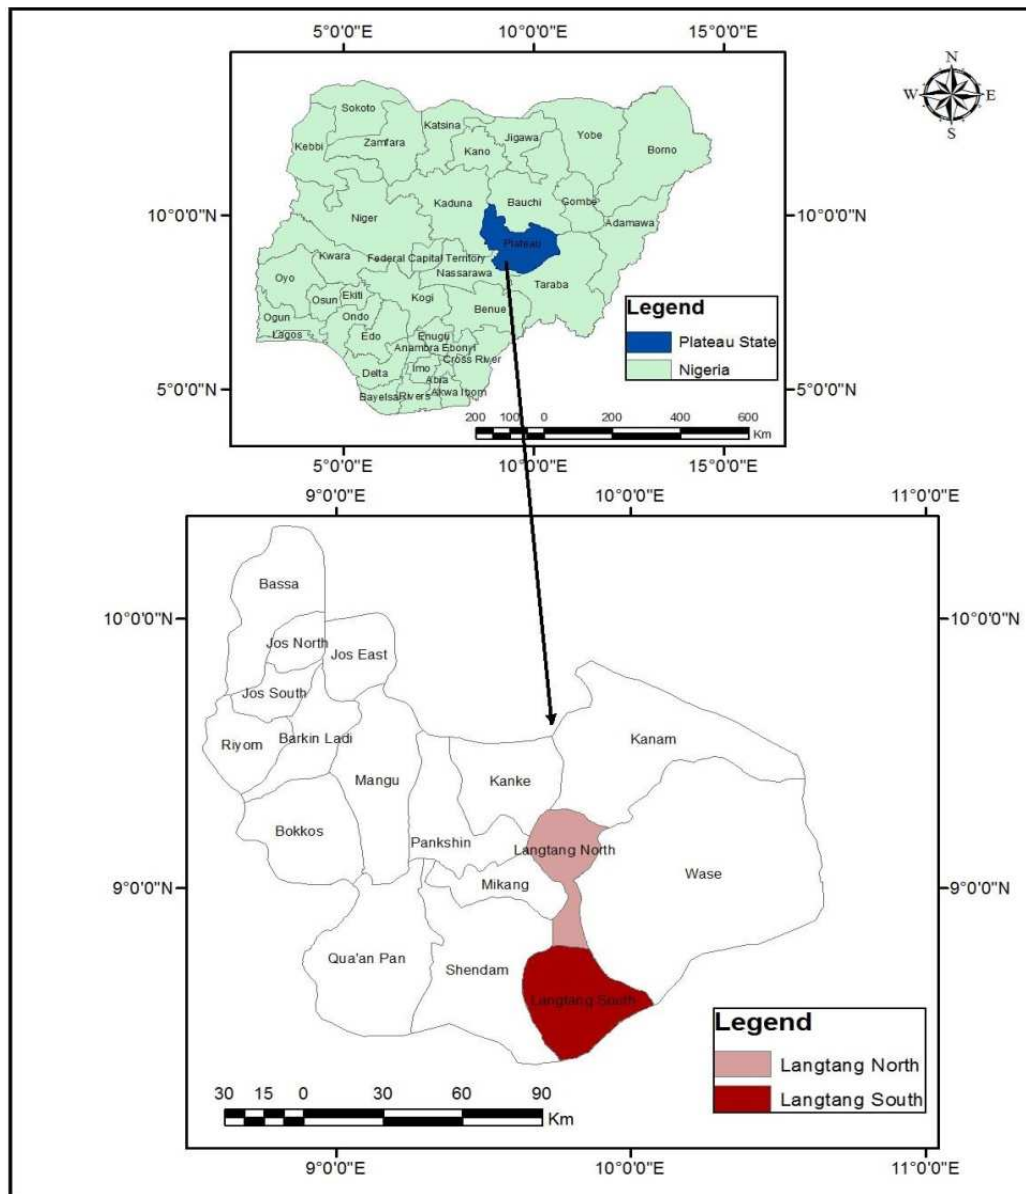 5°0'0"E 10°0'0"E 15°0'0"E
N
W E
S
Sokoto
Katsina
Jigawa
Yobe
Kebbi
Zamfara
Kano
Borno
Kaduna
Bauchi
Gombe
10°0'0"N 10°0'0"N
Niger
Adamawa
Plateau
Kwara
Federal Capital Territory
Nassarawa
Oyo
Taraba
Osun
Ekiti
Kogi
Benue
Ogun
Ondo
Lagos
Edo
Enugu
Anambra
Ebonyi
Cross River
Delta
Imo
Abia
Bayelsa
Rivers
Akwa Ibom
5°0'0"N 5°0'0"N
Legend
Plateau State
Nigeria
200 100 0 200 400 600
Km
5°0'0"E 10°0'0"E 15°0'0"E
9°0'0"E 10°0'0"E 11°0'0"E
Bassa
10°0'0"N 10°0'0"N
Jos North
Jos East
Jos South
Riyom
Barkin Ladi
Kanam
Mangu
Kanke
Bokkos
Pankshin
Langtang North
Wase
Mikang
9°0'0"N 9°0'0"N
Qua'an Pan
Shendam
Langtang South
Legend
Langtang North
Langtang South
30 15 0 30 60 90
Km
9°0'0"E 10°0'0"E 11°0'0"E